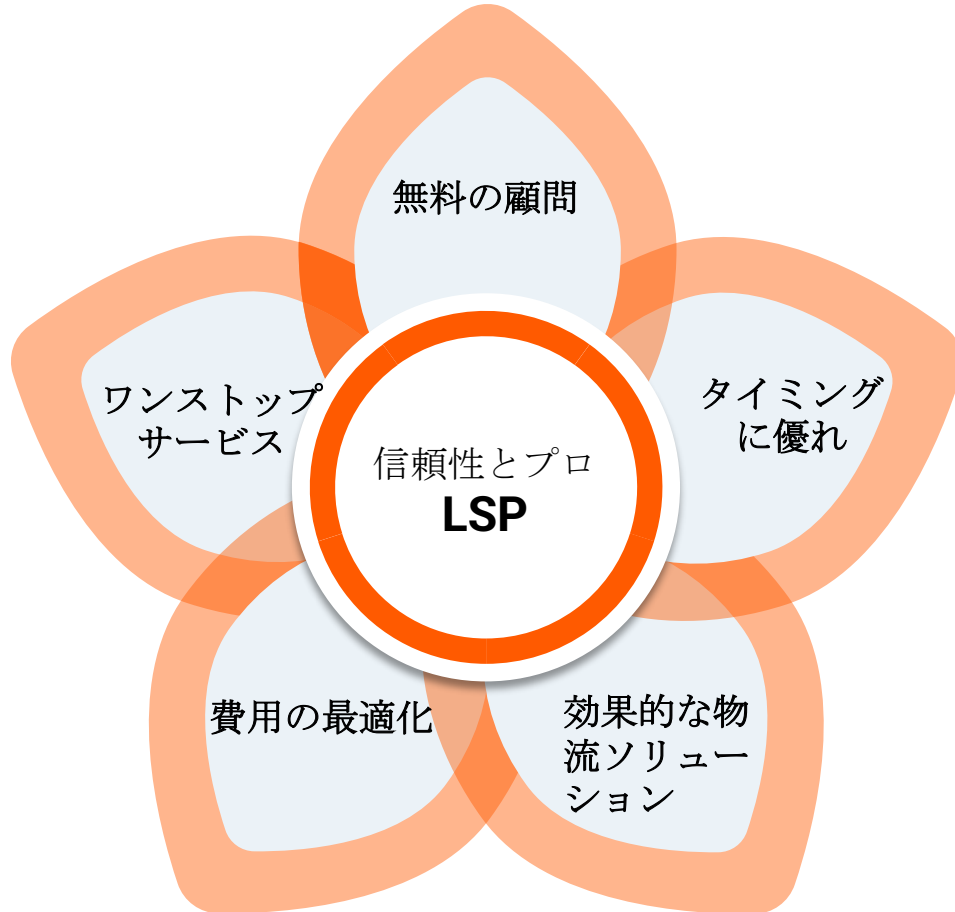 無料の顧問
ワンストップ
サービス
タイミング
に優れ
信頼性とプロ
LSP
費用の最適化
効果的な物
流ソリュー
ション